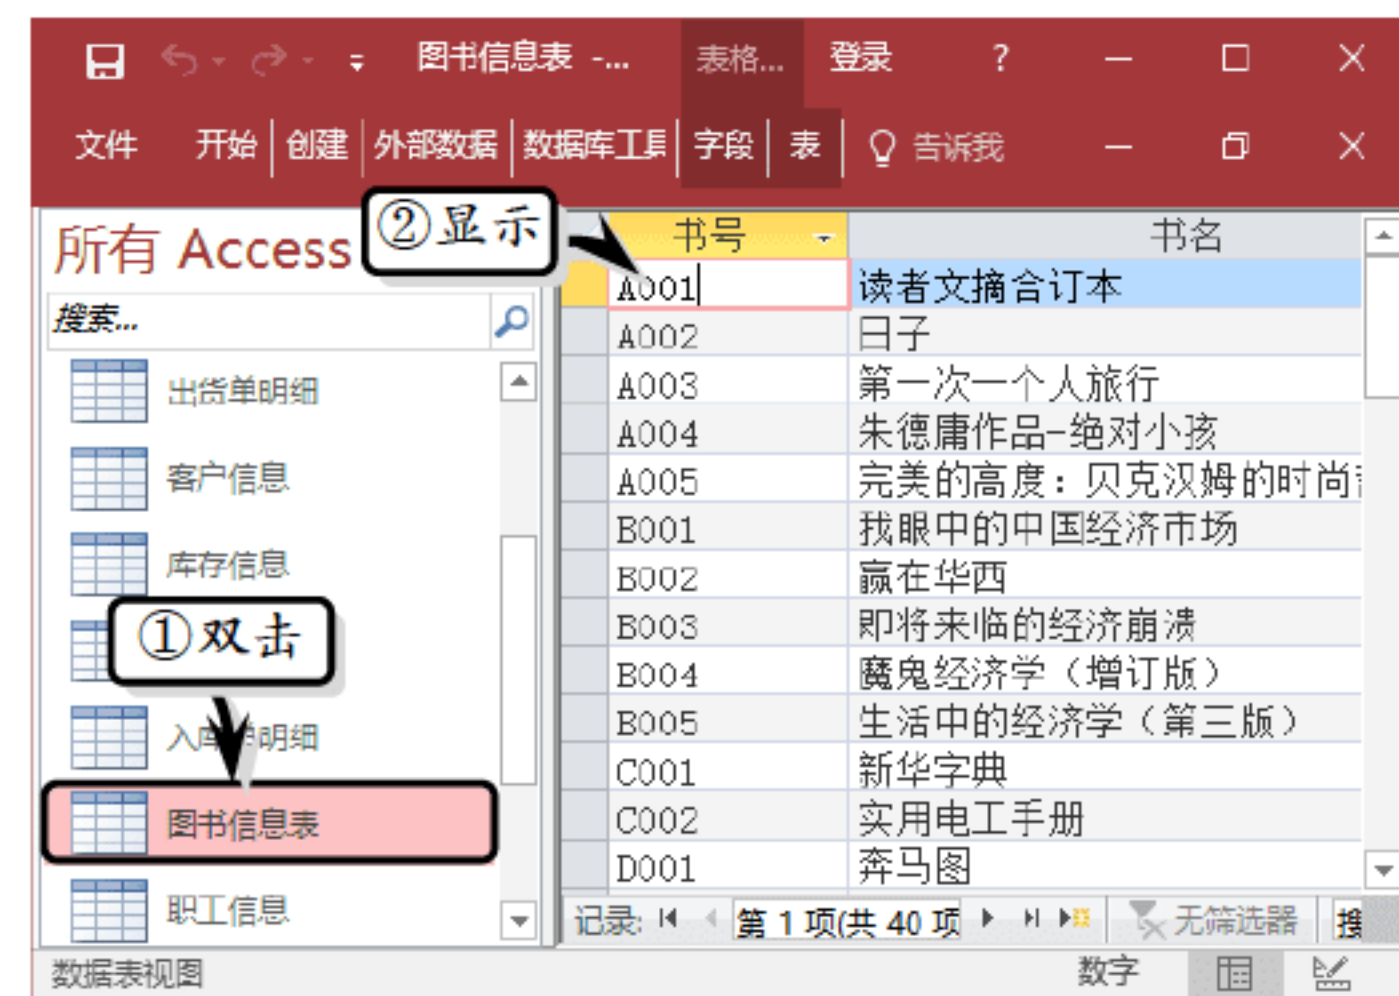 图书信息表 -... 表格... 登录 ?
文件 开始 创建 外部数据 数据库工具 字段 表 告诉我
所有 Access
②显示
搜索...
出货单明细
客户信息
库存信息
①双击
明细
图书信息表
职工信息
书号 书名
A001 读者文摘合订本
A002 日子
A003 第一次一个人旅行
A004 朱德庸作品-绝对小孩
A005 完美的高度：贝克汉姆的时尚
B001 我眼中的中国经济市场
B002 赢在华西
B003 即将来临的经济崩溃
B004 魔鬼经济学（增订版）
B005 生活中的经济学（第三版）
C001 新华字典
C002 实用电工手册
D001 奔马图
记录: 第 1 项(共 40 项 无筛选器 搜
数据表视图 数字